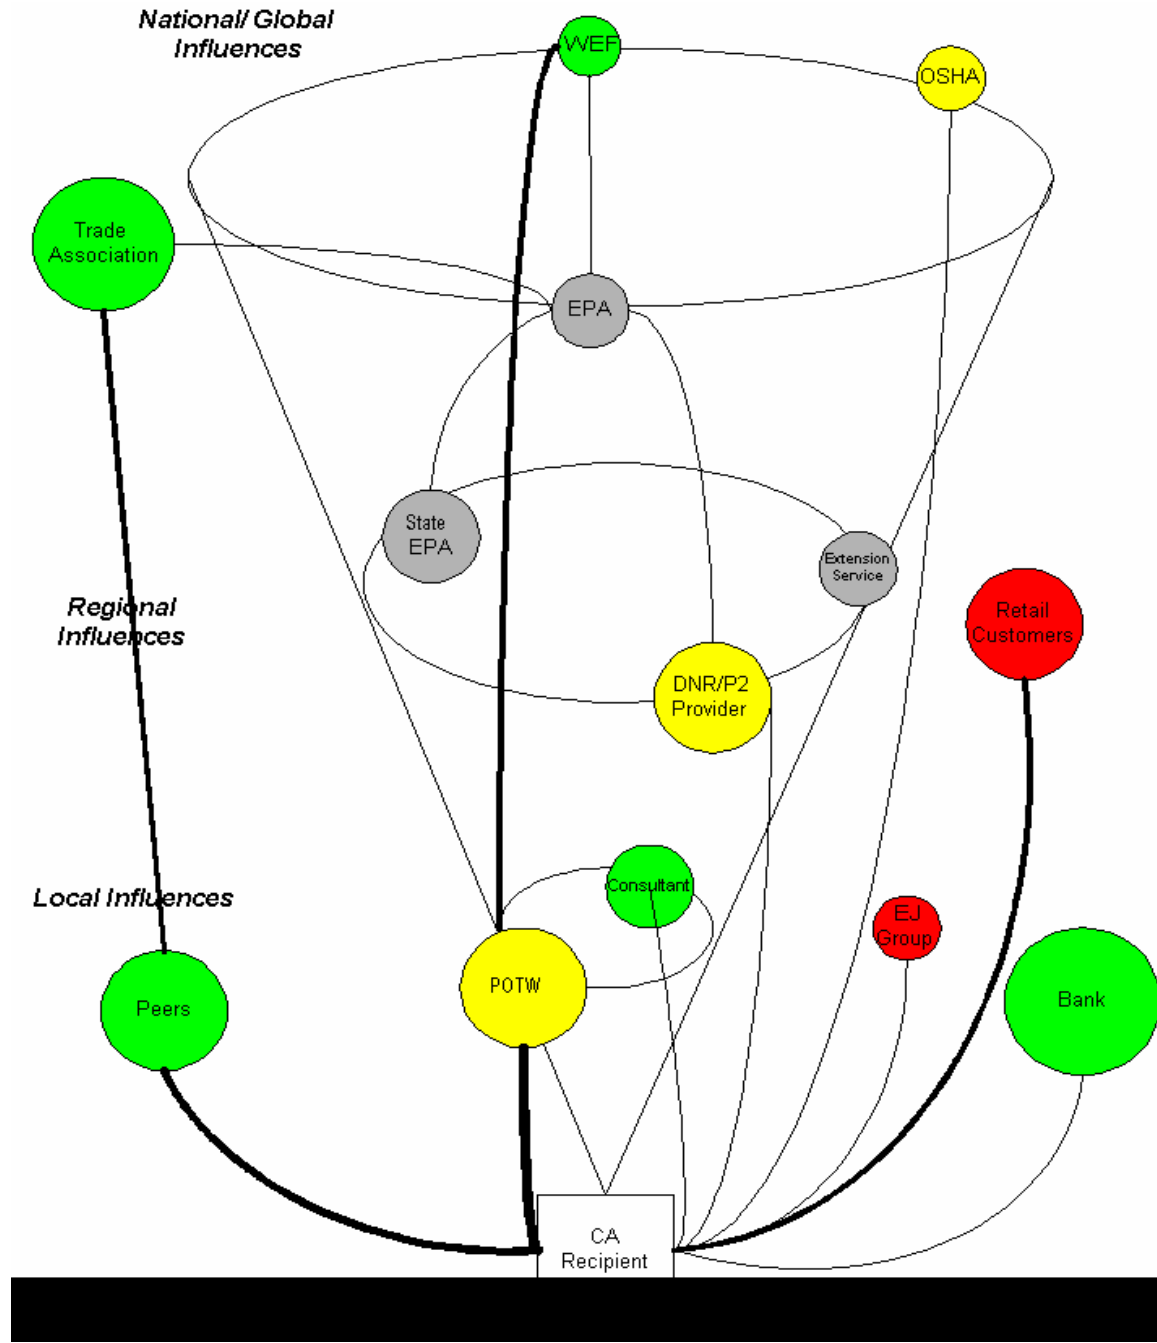 National/ Global
Influences
WEF
OSHA
Trade
Association
EPA
State
EPA
Extension
Service
Regional
Influences
Retail
Customers
DNR/P2
Provider
Local Influences
Consultant
EJ
Group
POTW
Peers
Bank
CA
Recipient